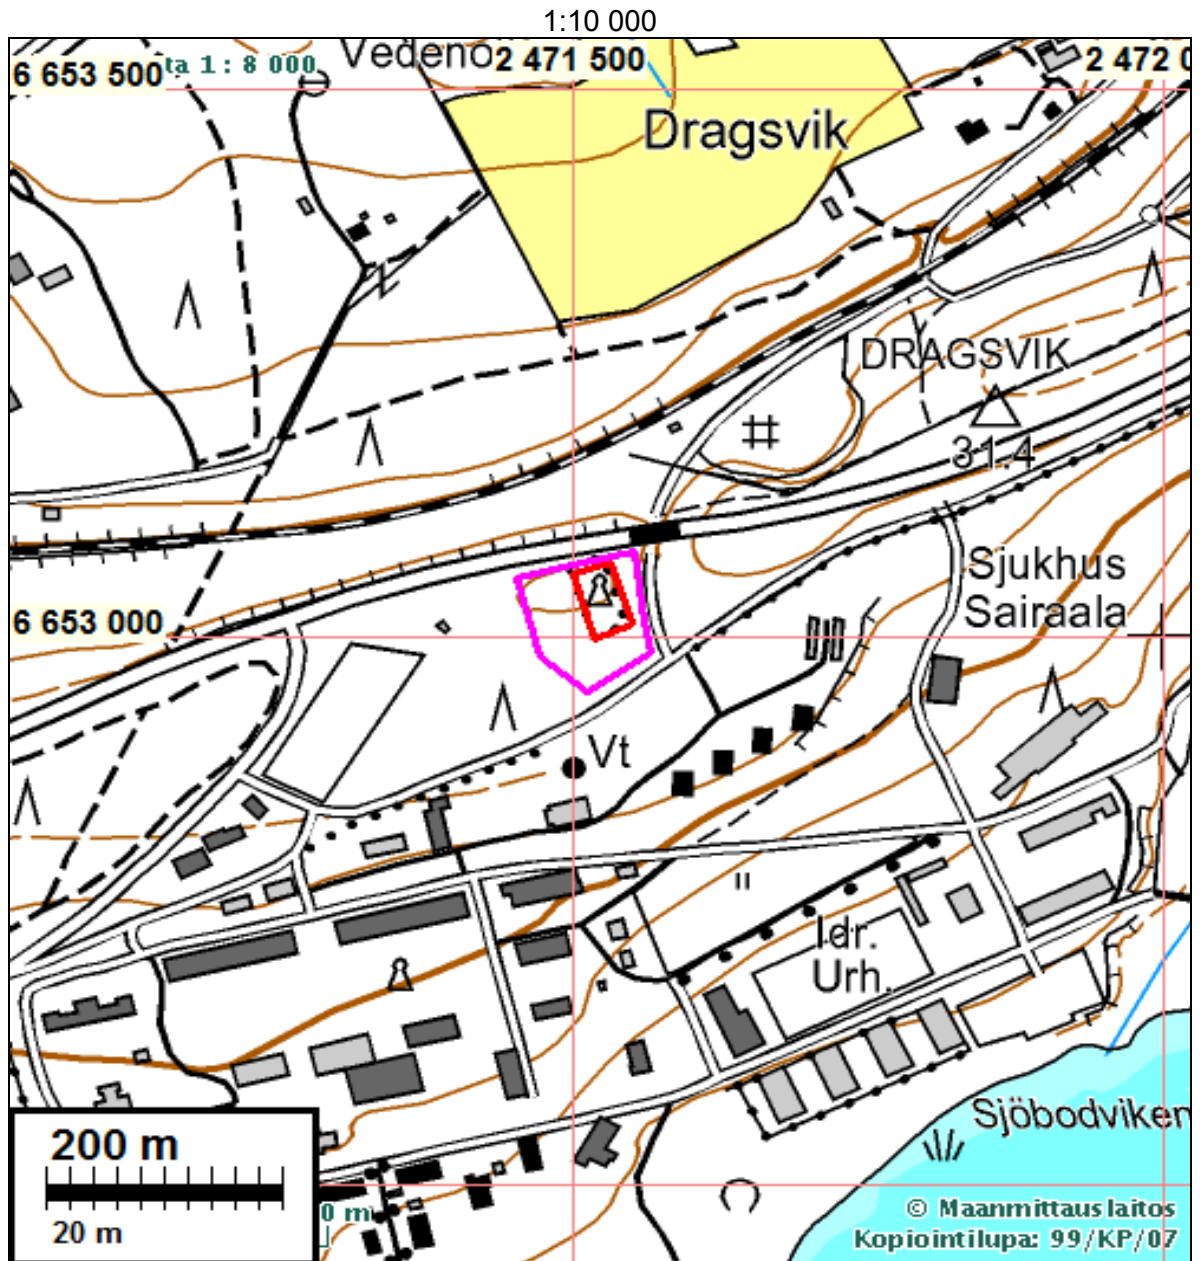 1:10 000
6 653 500
ta 1 : 8 000
Vedeno
2 471 500
2 472 0
Dragsvik
DRAGSVIK
31.4
Sjukhus
Sairaala
6 653 000
Vt
Idr.
Urh.
200 m
20 m
0 m
Sjöbodviken
© Maanmittauslaitos
Kopiointilupa: 99/KP/07